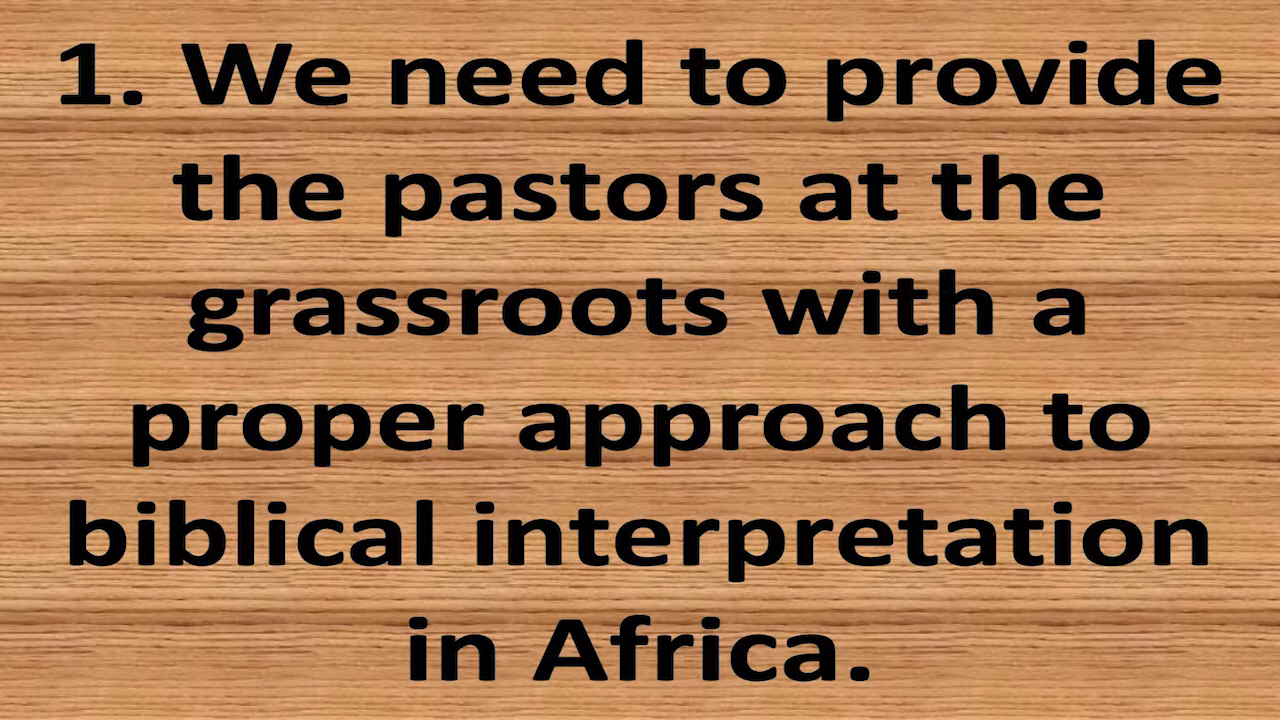 1. We need to provide
the pastors at the
grassroots with a
proper approach to
biblical interpretation
in Africa.